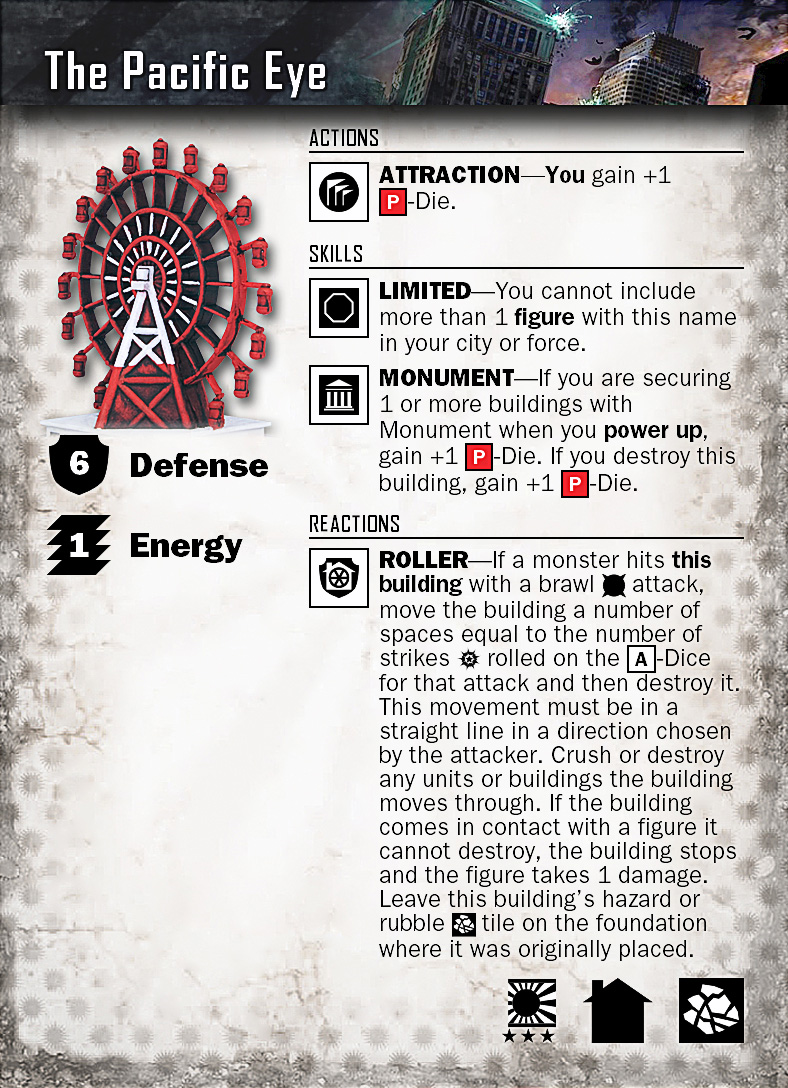 The Pacific Eye
ACTIONS
ATTRACTION—You gain +1
P-Die.
SKILLS
LIMITED—You cannot include
more than 1 figure with this name
in your city or force.
MONUMENT—If you are securing
1 or more buildings with
Monument when you power up,
gain +1 P-Die. If you destroy this
building, gain +1 P-Die.
6 Defense
1 Energy
REACTIONS
ROLLER—If a monster hits this
building with a brawl attack,
move the building a number of
spaces equal to the number of
strikes rolled on the A-Dice
for that attack and then destroy it.
This movement must be in a
straight line in a direction chosen
by the attacker. Crush or destroy
any units or buildings the building
moves through. If the building
comes in contact with a figure it
cannot destroy, the building stops
and the figure takes 1 damage.
Leave this building's hazard or
rubble tile on the foundation
where it was originally placed.